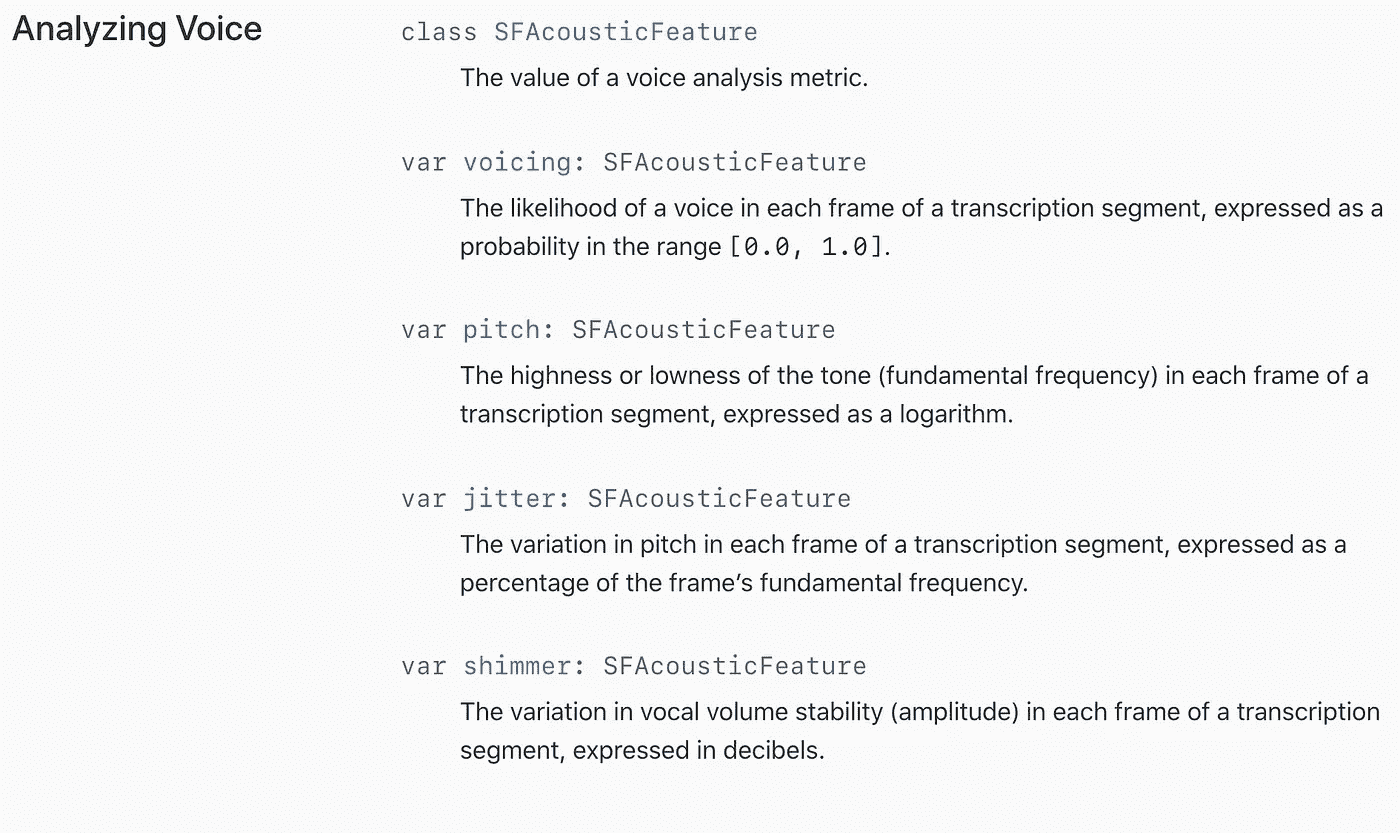 Analyzing Voice
class SFAcousticFeature
The value of a voice analysis metric.
var voicing: SFAcousticFeature
The likelihood of a voice in each frame of a transcription segment, expressed as a
probability in the range [0.0, 1.0].
var pitch: SFAcousticFeature
The highness or lowness of the tone (fundamental frequency) in each frame of a
transcription segment, expressed as a logarithm.
var jitter: SFAcousticFeature
The variation in pitch in each frame of a transcription segment, expressed as a
percentage of the frame’s fundamental frequency.
var shimmer: SFAcousticFeature
The variation in vocal volume stability (amplitude) in each frame of a transcription
segment, expressed in decibels.